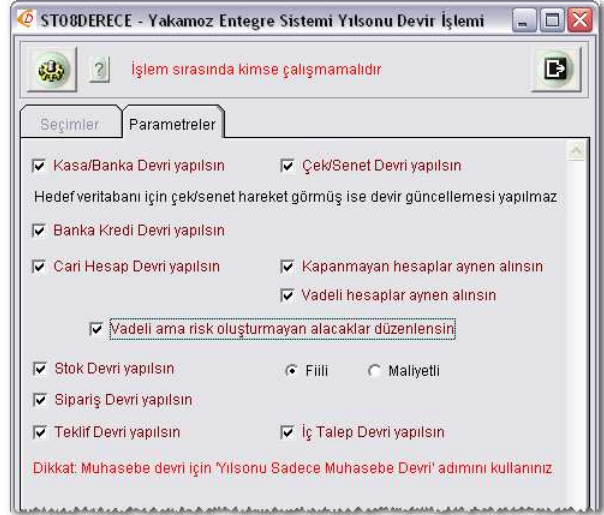 ST08DERECE - Yakamoz Entegre Sistemi Yılsonu Devir İşlemi
? İşlem sırasında kimse çalışmamalıdır
Seçimler Parametreler
Kasa/Banka Devri yapılsın Çek/Senet Devri yapılsın
Hedef veritabanı için çek/senet hareket görmüş ise devir güncellemesi yapılmaz
Banka Kredi Devri yapılsın
Cari Hesap Devri yapılsın Kapanmayan hesaplar aynen alınsın
Vadeli hesaplar aynen alınsın
Vadeli ama risk oluşturmayan alacaklar düzenlensin
Stok Devri yapılsın Fiili Maliyetli
Sipariş Devri yapılsın
Teklif Devri yapılsın İç Talep Devri yapılsın
Dikkat: Muhasebe devri için 'Yılsonu Sadece Muhasebe Devri' adımını kullanınız